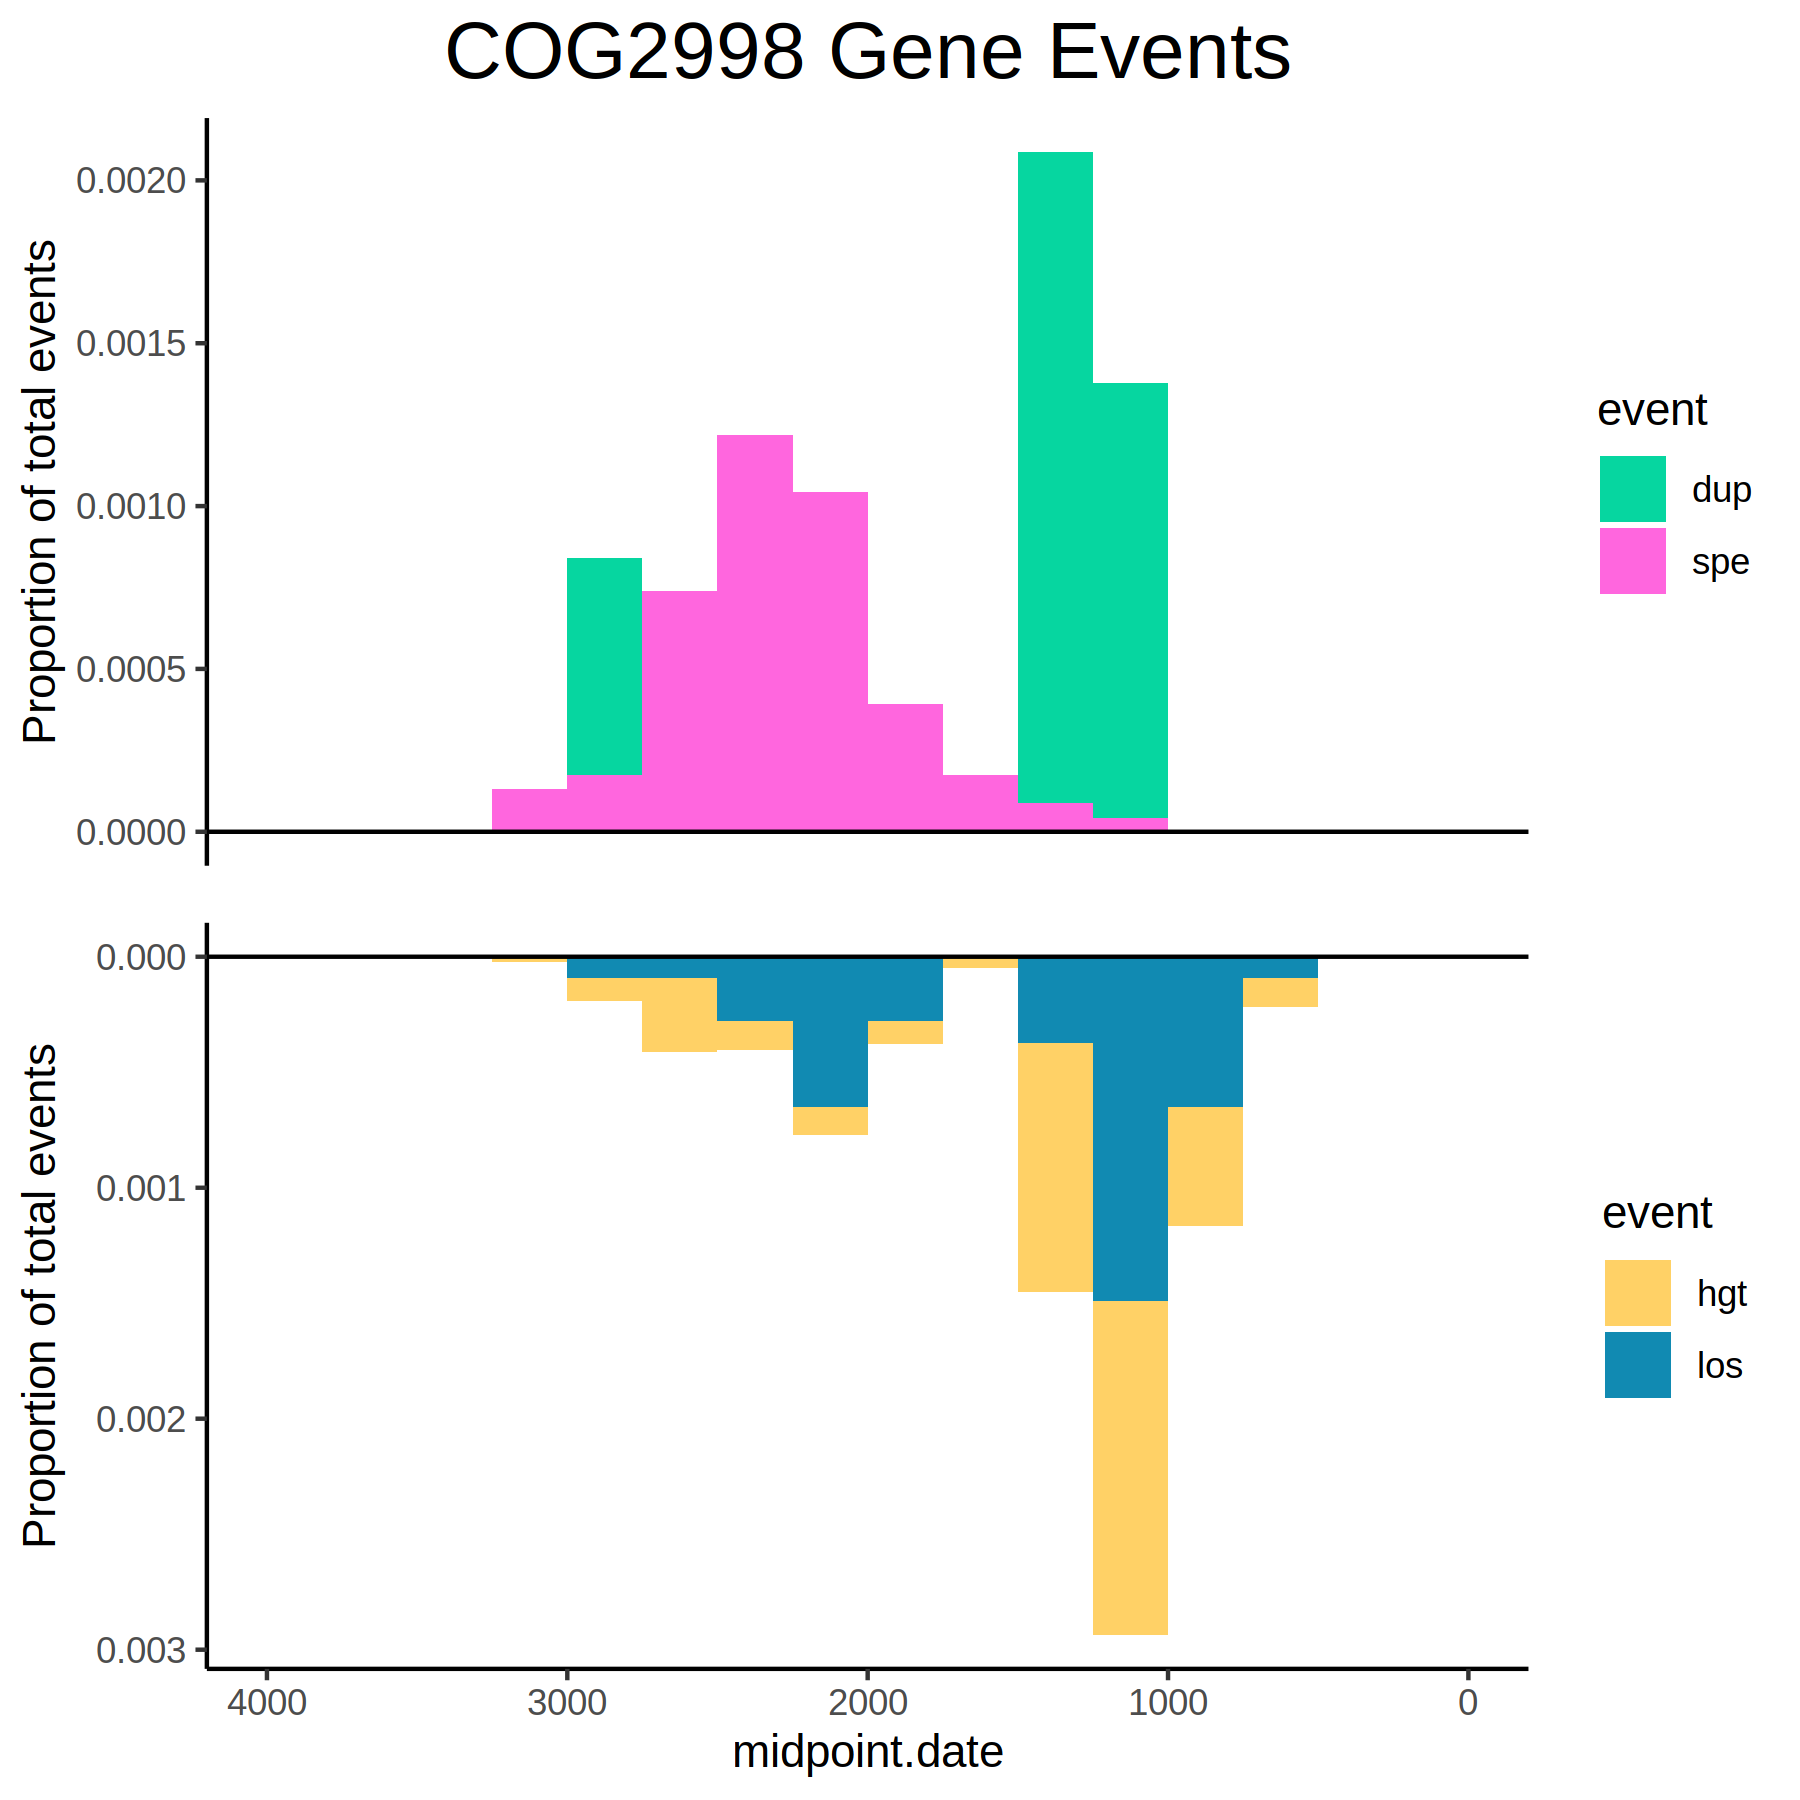 COG2998 Gene Events
Proportion of total events
0.0020
0.0015
0.0010
0.0005
0.0000
event
dup
spe
Proportion of total events
0.000
0.001
0.002
0.003
event
hgt
los
4000 3000 2000 1000 0
midpoint.date